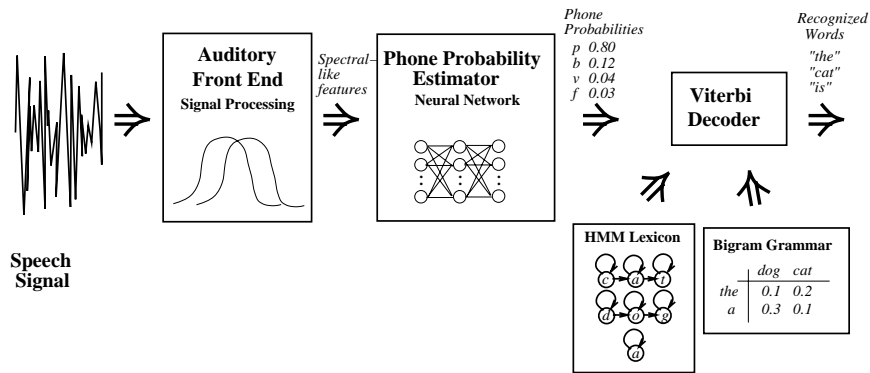 Speech
Signal
Auditory
Front End
Signal Processing
Spectral–
like
features
Phone Probability
Estimator
Neural Network
Phone
Probabilities
p 0.80
b 0.12
v 0.04
f 0.03
Viterbi
Decoder
Recognized
Words
"the"
"cat"
"is"
HMM Lexicon
c a t
d o g
a
Bigram Grammar
dog cat
the 0.1 0.2
a 0.3 0.1